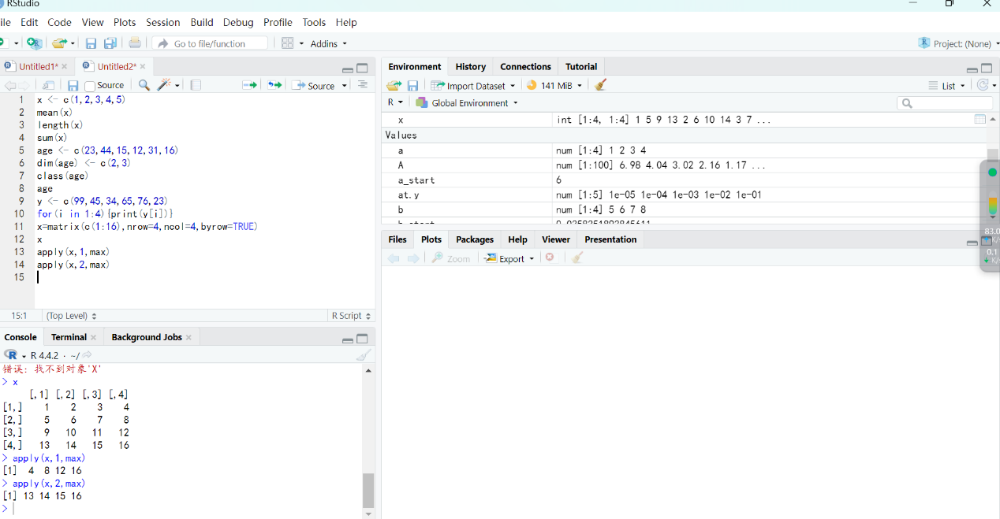 RStudio
ile Edit Code View Plots Session Build Debug Profile Tools Help
Go to file/function Addins Project: (None)
Untitled1* Untitled2*
Source Source
1 x <- c(1,2,3,4,5)
2 mean(x)
3 length(x)
4 sum(x)
5 age <- c(23,44,15,12,31,16)
6 dim(age) <- c(2,3)
7 class(age)
8 age
9 y <- c(99,45,34,65,76,23)
10 for(i in 1:4){print(y[i])}
11 x=matrix(c(1:16),nrow=4,ncol=4,byrow=TRUE)
12 x
13 apply(x,1,max)
14 apply(x,2,max)
15
15:1 (Top Level) R Script
Console Terminal Background Jobs
R 4.4.2 · ~/
错误: 找不到对象'X'
> x
[,1] [,2] [,3] [,4]
[1,] 1 2 3 4
[2,] 5 6 7 8
[3,] 9 10 11 12
[4,] 13 14 15 16
> apply(x,1,max)
[1] 4 8 12 16
> apply(x,2,max)
[1] 13 14 15 16
>
Environment History Connections Tutorial
Import Dataset 141 MiB List
R Global Environment
x int [1:4, 1:4] 1 5 9 13 2 6 10 14 3 7 ...
Values
a num [1:4] 1 2 3 4
A num [1:100] 6.98 4.04 3.02 2.16 1.17 ...
a_start 6
at.y num [1:5] 1e-05 1e-04 1e-03 1e-02 1e-01
b num [1:4] 5 6 7 8
Files Plots Packages Help Viewer Presentation
Zoom Export
83.0
0.1